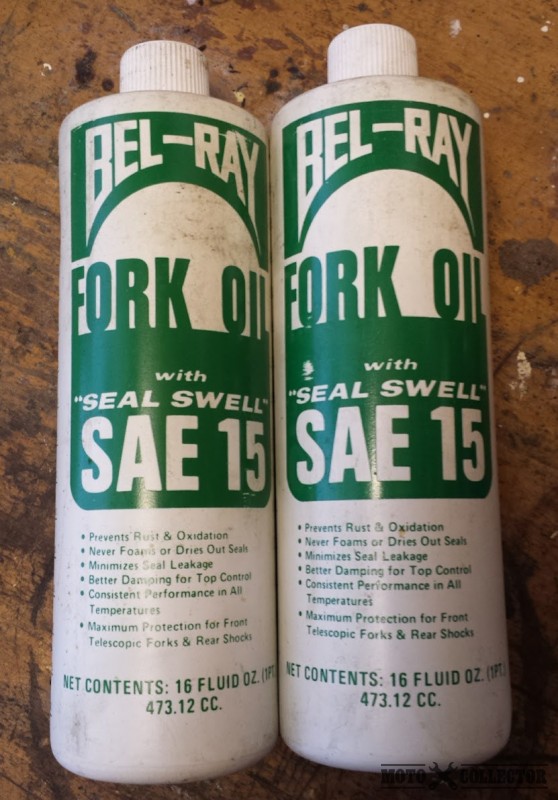 BEL-RAY
FORK OIL
with
"SEAL SWELL"
SAE 15
• Prevents Rust & Oxidation
• Never Foams or Dries Out Seals
• Minimizes Seal Leakage
• Better Damping for Top Control
• Consistent Performance in All
Temperatures
• Maximum Protection for Front
Telescopic Forks & Rear Shocks
NET CONTENTS: 16 FLUID OZ. (1PT.
473.12 CC.
BEL-RAY
FORK OIL
with
"SEAL SWELL"
SAE 15
• Prevents Rust & Oxidation
• Never Foams or Dries Out Seals
• Minimizes Seal Leakage
• Better Damping for Top Control
• Consistent Performance in All
Temperatures
• Maximum Protection for Front
Telescopic Forks & Rear Shocks
NET CONTENTS: 16 FLUID OZ. (1PT.
473.12 CC.
MOTO COLLECTOR